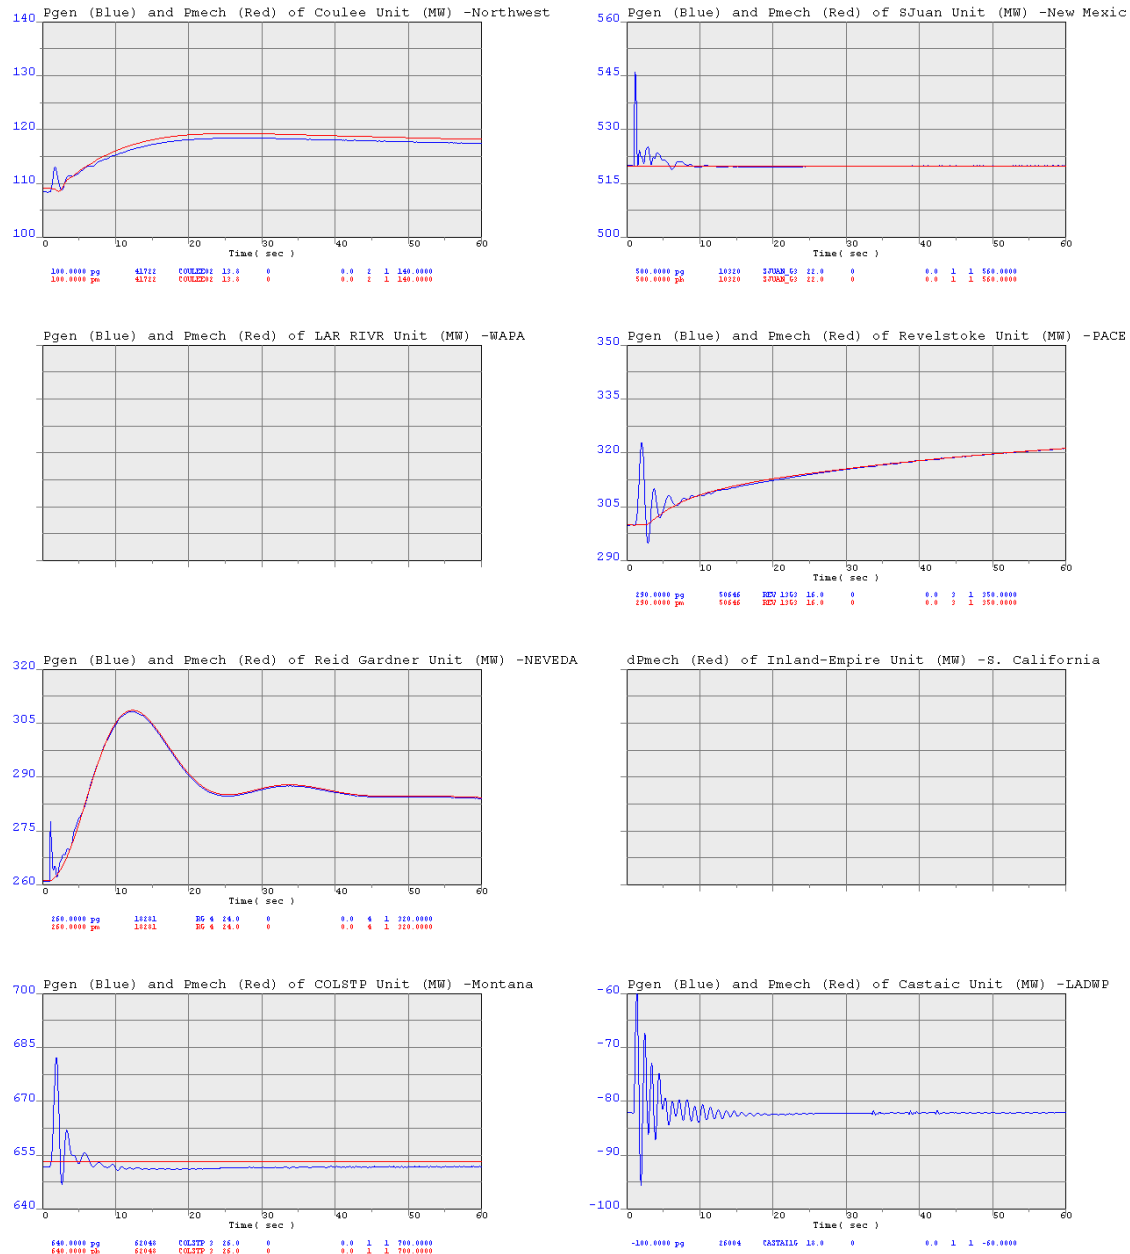 Pgen (Blue) and Pmech (Red) of Coulee Unit (MW) -Northwest
140
130
120
110
100
0 10 20 30 40 50 60
Time( sec )
100.0000 pg 41722 COULEE02 13.8 0 0.0 2 1 140.0000
100.0000 pm 41722 COULEE02 13.8 0 0.0 2 1 140.0000
Pgen (Blue) and Pmech (Red) of SJuan Unit (MW) -New Mexic
560
545
530
515
500
0 10 20 30 40 50 60
Time( sec )
500.0000 pg 10320 SJUAN_G3 22.0 0 0.0 1 1 560.0000
500.0000 pm 10320 SJUAN_G3 22.0 0 0.0 1 1 560.0000
Pgen (Blue) and Pmech (Red) of LAR RIVR Unit (MW) -WAPA
Pgen (Blue) and Pmech (Red) of Revelstoke Unit (MW) -PACE
350
335
320
305
290
0 10 20 30 40 50 60
Time( sec )
290.0000 pg 50646 REV 13G3 16.0 0 0.0 3 1 350.0000
290.0000 pm 50646 REV 13G3 16.0 0 0.0 3 1 350.0000
Pgen (Blue) and Pmech (Red) of Reid Gardner Unit (MW) -NEVEDA
320
305
290
275
260
0 10 20 30 40 50 60
Time( sec )
260.0000 pg 18281 RG 4 24.0 0 0.0 4 1 320.0000
260.0000 pm 18281 RG 4 24.0 0 0.0 4 1 320.0000
dPmech (Red) of Inland-Empire Unit (MW) -S. California
Pgen (Blue) and Pmech (Red) of COLSTP Unit (MW) -Montana
700
685
670
655
640
0 10 20 30 40 50 60
Time( sec )
640.0000 pg 62048 COLSTP 3 26.0 0 0.0 1 1 700.0000
640.0000 pm 62048 COLSTP 3 26.0 0 0.0 1 1 700.0000
Pgen (Blue) and Pmech (Red) of Castaic Unit (MW) -LADWP
-60
-70
-80
-90
-100
0 10 20 30 40 50 60
Time( sec )
-100.0000 pg 26004 CASTAI1G 18.0 0 0.0 1 1 -60.0000